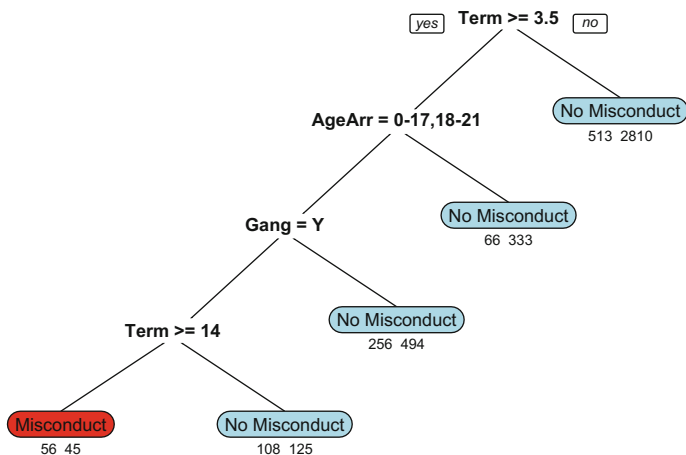 yes Term >= 3.5 no
No Misconduct
513 2810
AgeArr = 0-17,18-21
No Misconduct
66 333
Gang = Y
No Misconduct
256 494
Term >= 14
Misconduct No Misconduct
56 45 108 125